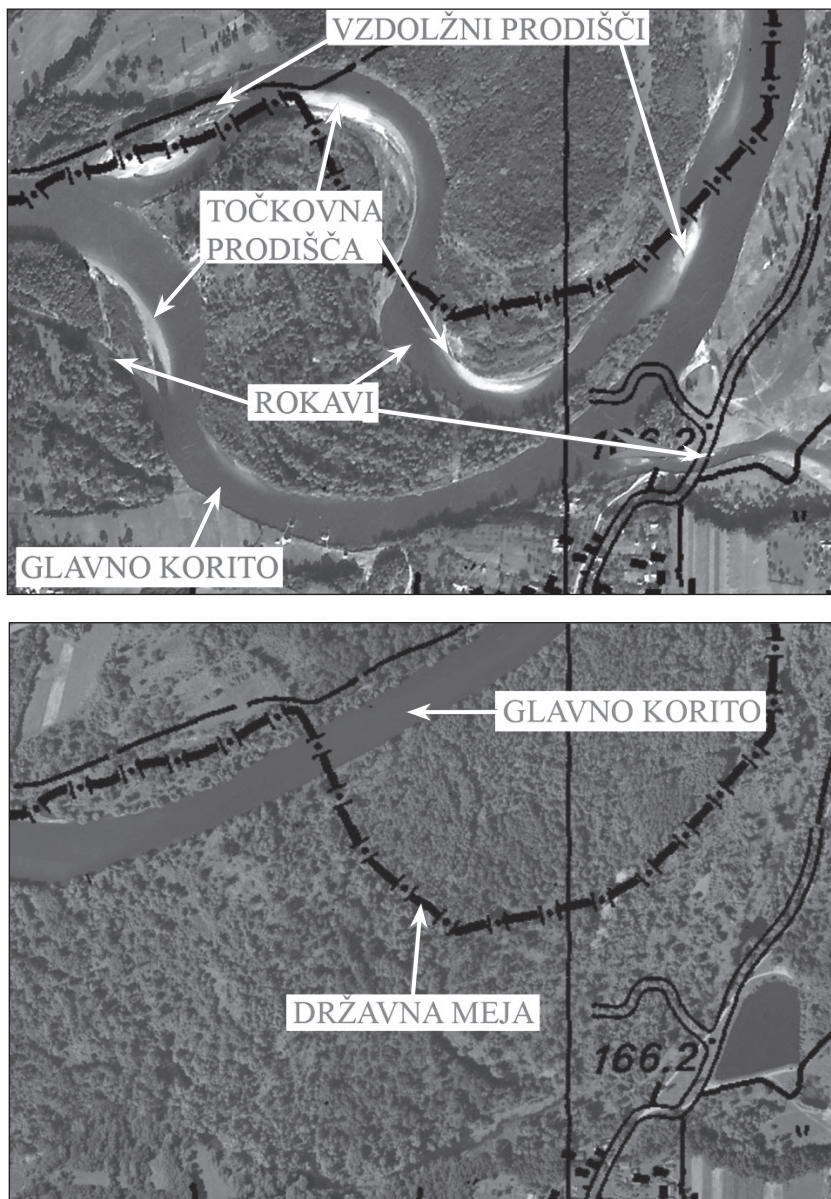 VZDOLŽNI PRODIŠČI
TOČKOVNA
PRODIŠČA
ROKAVI
166.2
GLAVNO KORITO
GLAVNO KORITO
DRŽAVNA MEJA
166.2